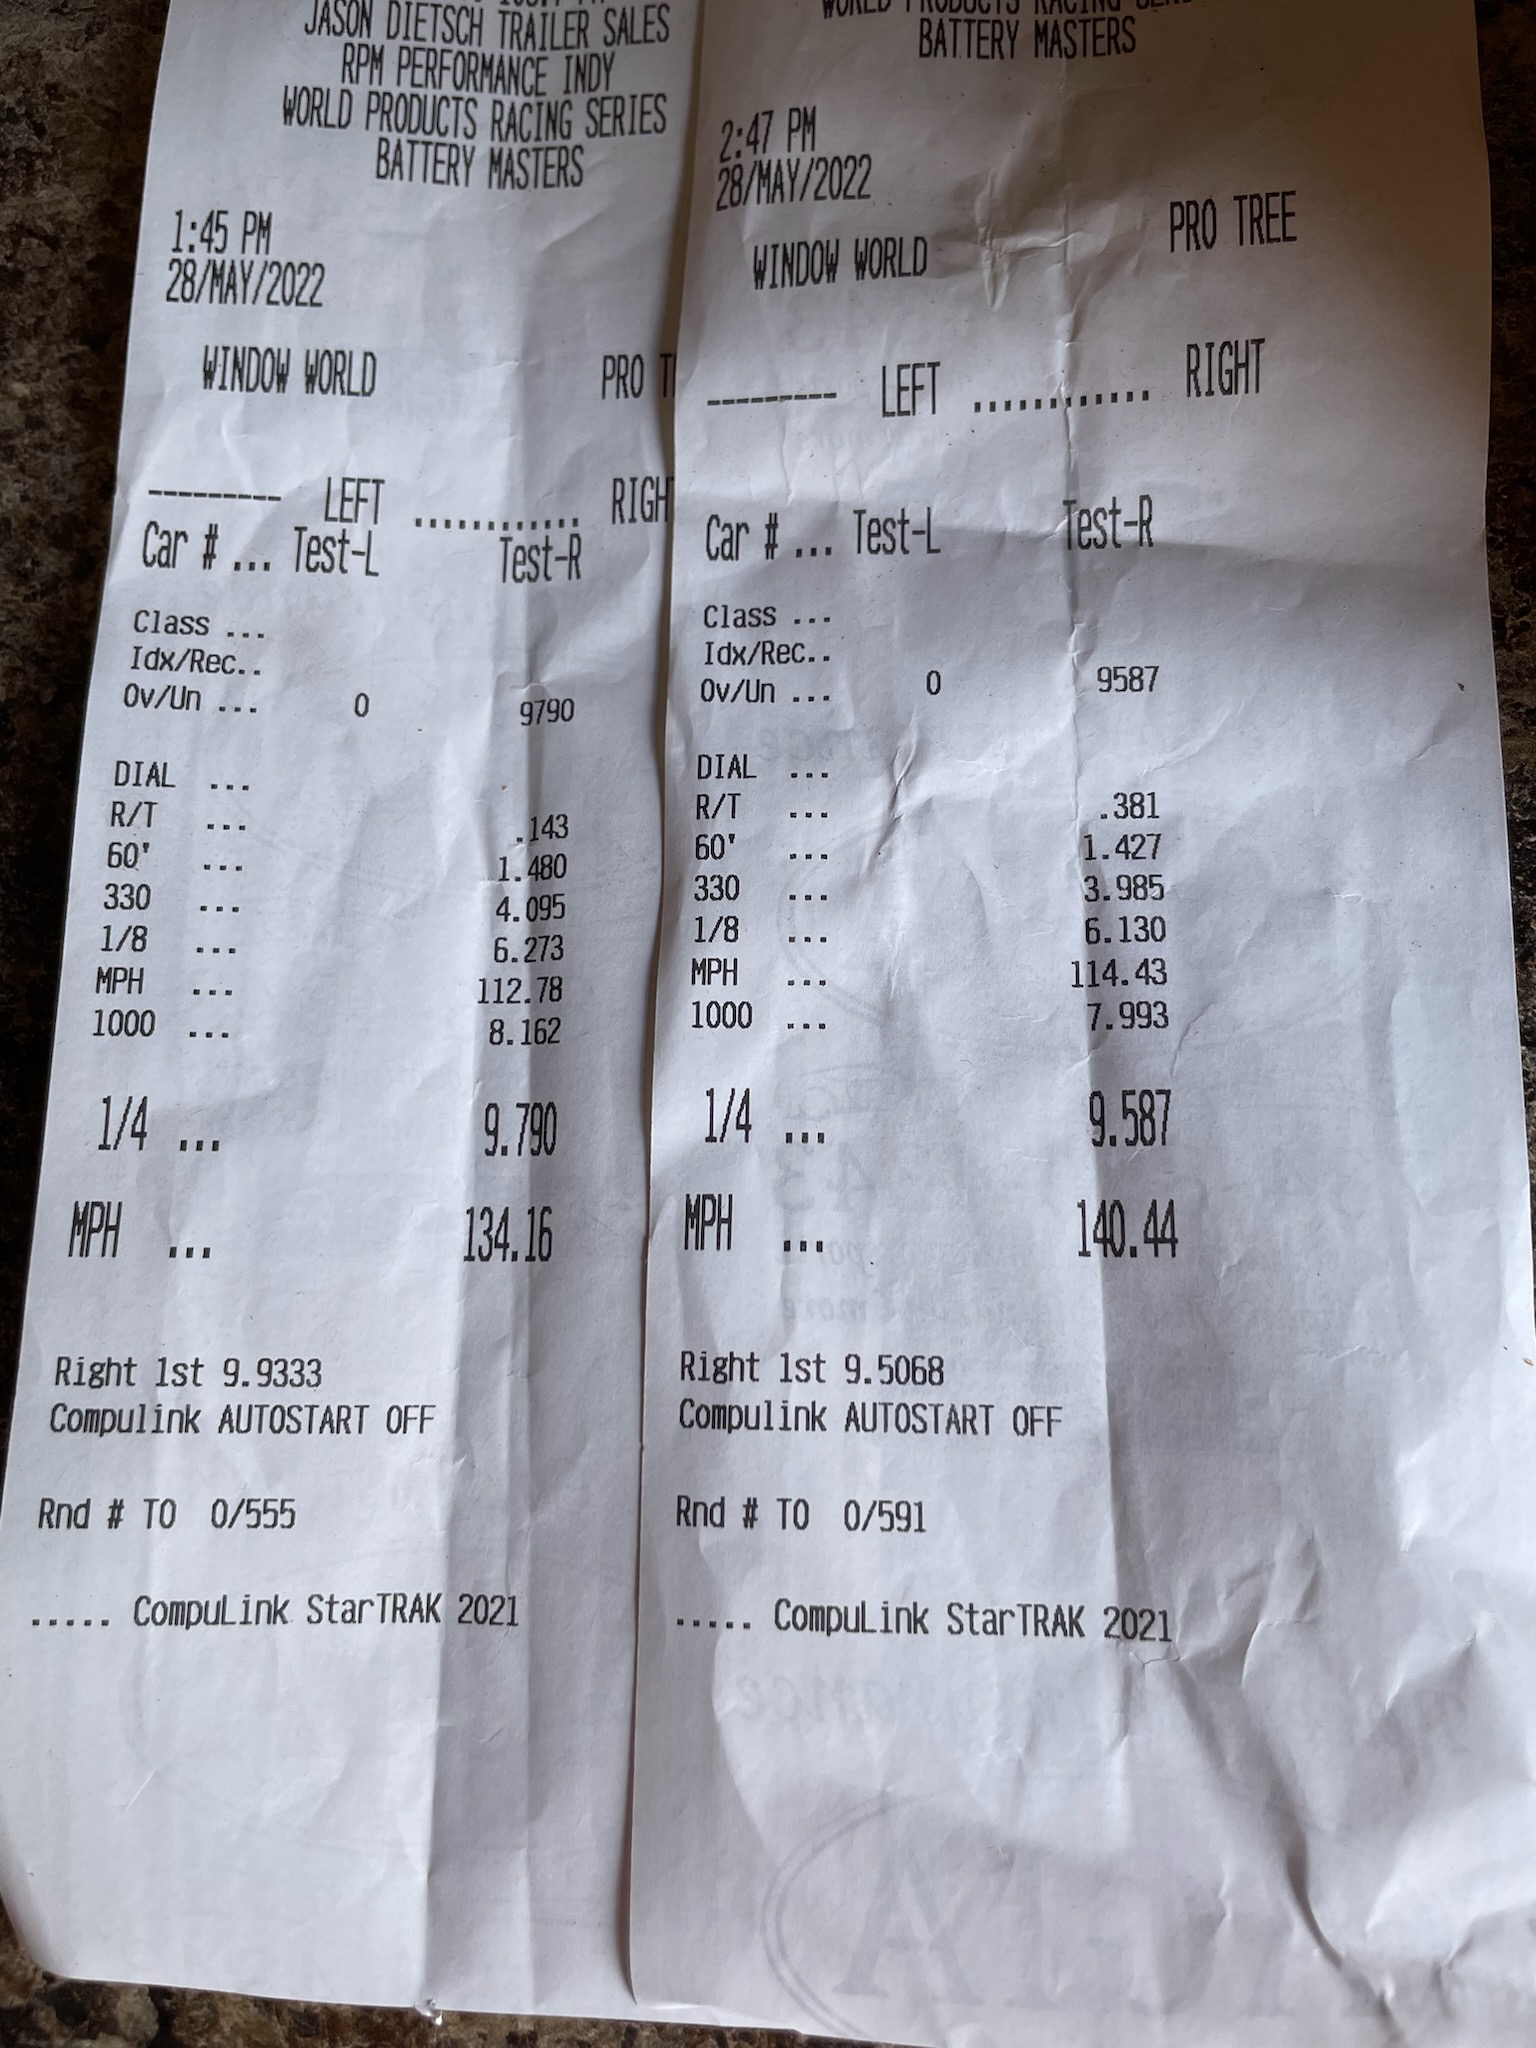 JASON DIETSCH TRAILER SALES
RPM PERFORMANCE INDY
WORLD PRODUCTS RACING SERIES
BATTERY MASTERS
1:45 PM
28/MAY/2022
WINDOW WORLD PRO T
--------- LEFT ............ RIGH
Car # ... Test-L Test-R
Class ...
Idx/Rec..
Ov/Un ... 0 9790
DIAL ...
R/T ... .143
60' ... 1.480
330 ... 4.095
1/8 ... 6.273
MPH ... 112.78
1000 ... 8.162
1/4 ... 9.790
MPH ... 134.16
Right 1st 9.9333
Compulink AUTOSTART OFF
Rnd # TO 0/555
..... CompuLink StarTRAK 2021
WORLD PRODUCTS RACING SERI
BATTERY MASTERS
2:47 PM
28/MAY/2022
WINDOW WORLD PRO TREE
--------- LEFT ............ RIGHT
Car # ... Test-L Test-R
Class ...
Idx/Rec..
Ov/Un ... 0 9587
DIAL ...
R/T ... .381
60' ... 1.427
330 ... 3.985
1/8 ... 6.130
MPH ... 114.43
1000 ... 7.993
1/4 ... 9.587
MPH ... 140.44
Right 1st 9.5068
Compulink AUTOSTART OFF
Rnd # TO 0/591
..... CompuLink StarTRAK 2021